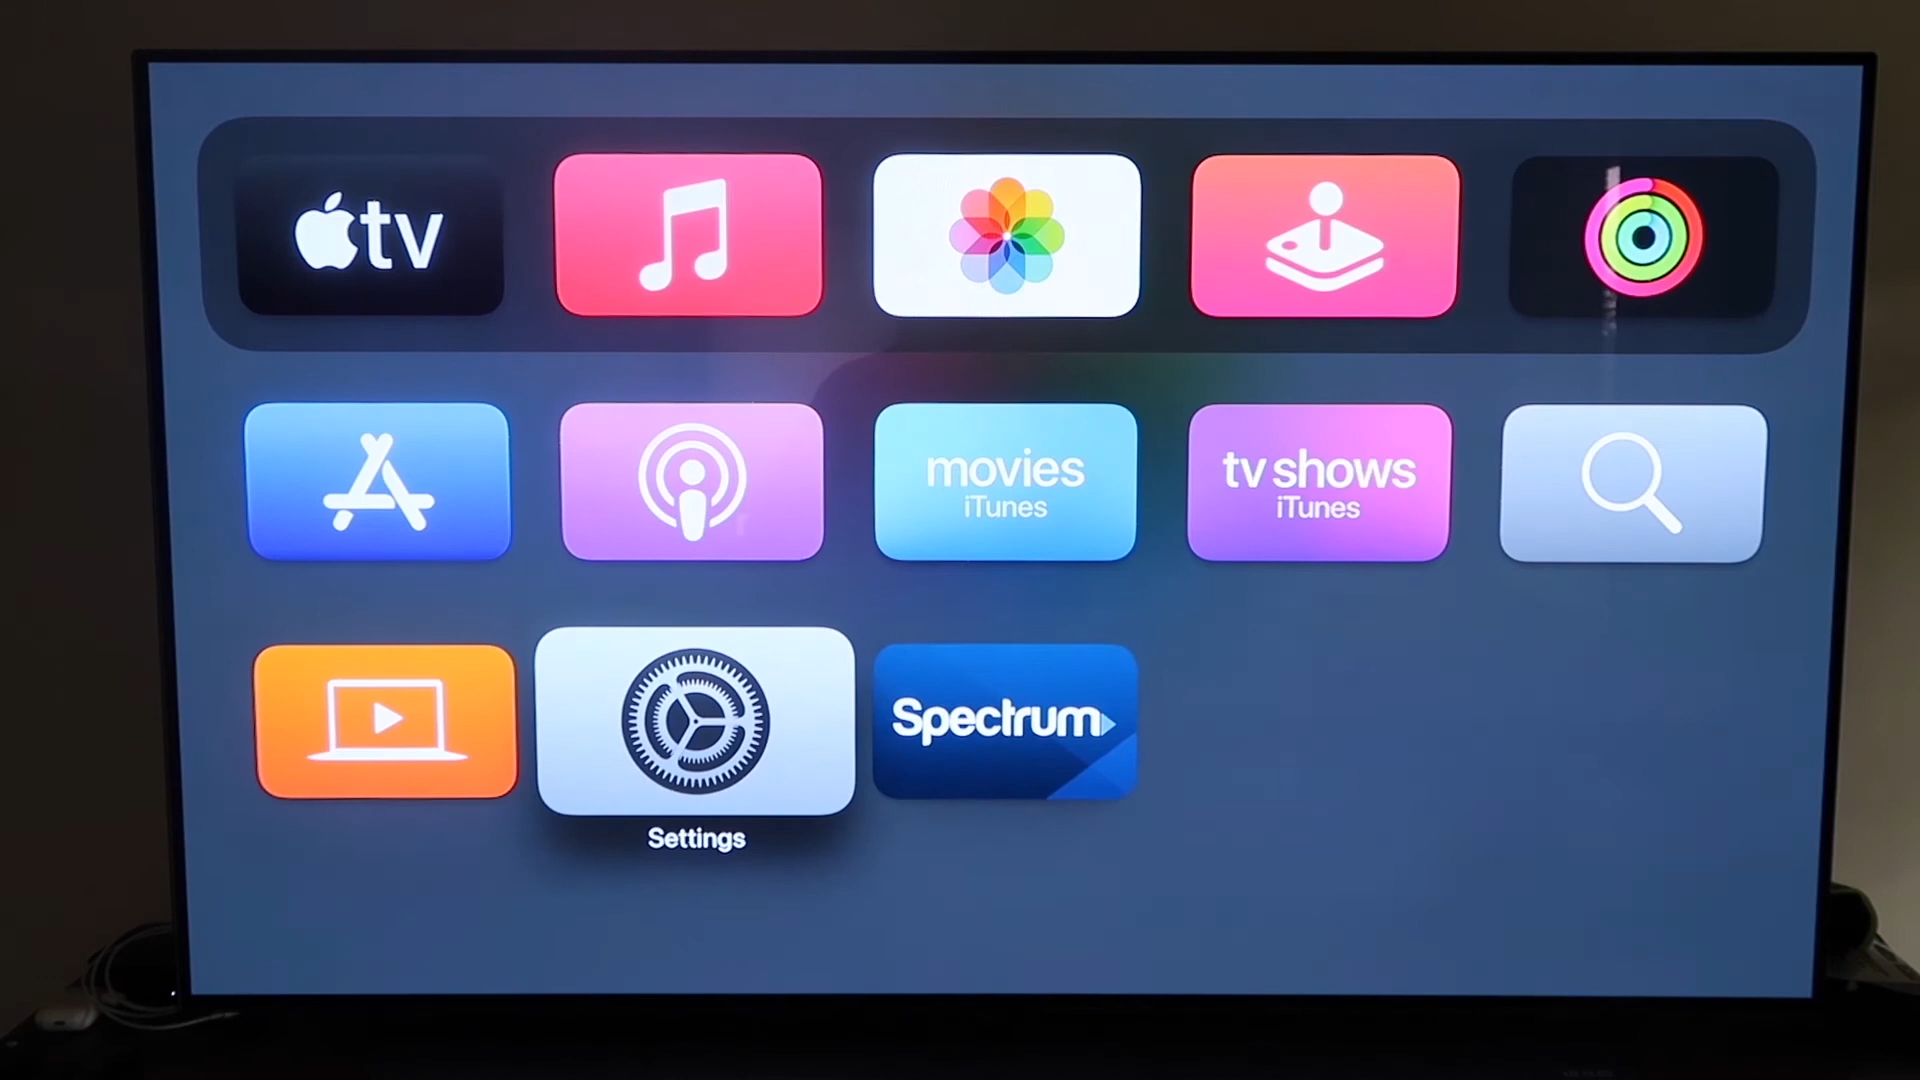 tv
movies
iTunes
tv shows
iTunes
Spectrum
Settings